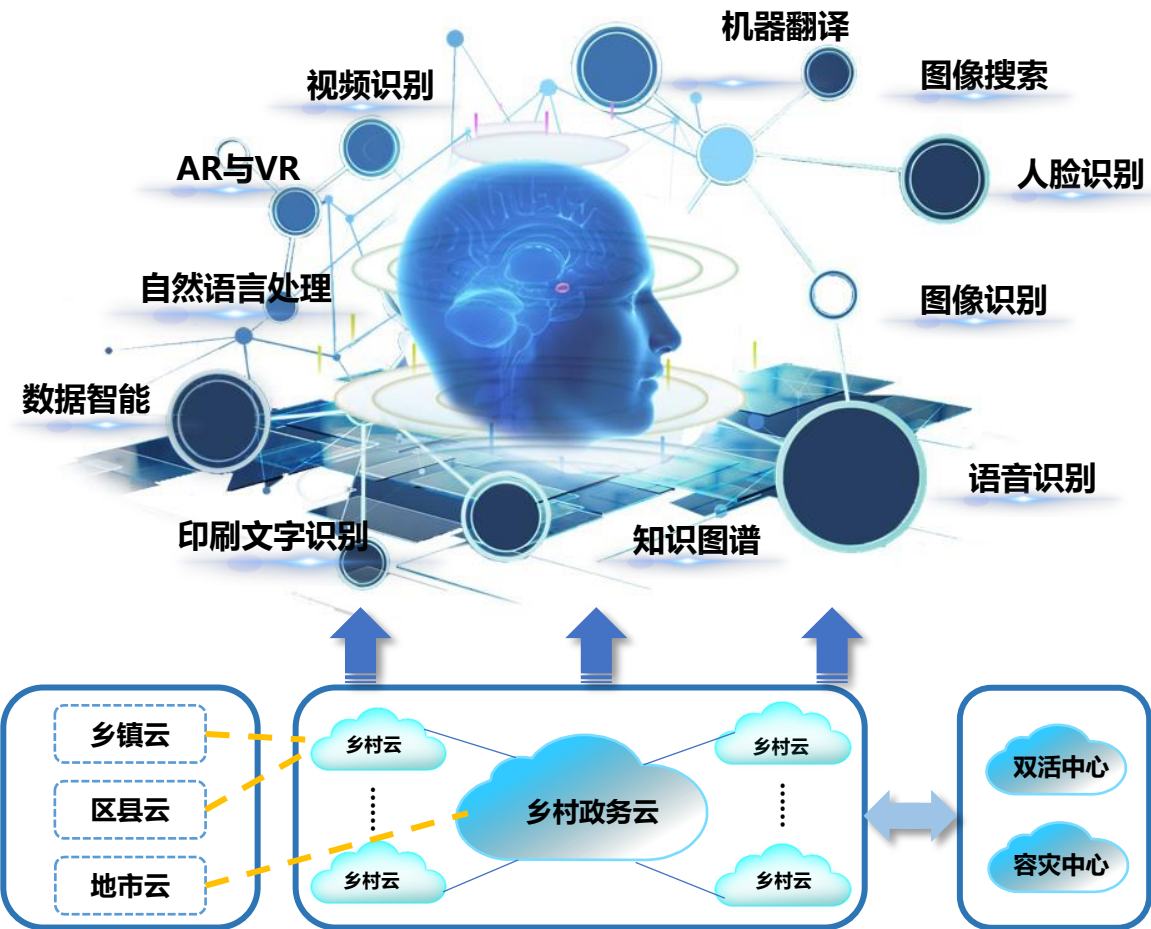 机器翻译
视频识别
图像搜索
AR与VR
人脸识别
自然语言处理
图像识别
数据智能
语音识别
印刷文字识别
知识图谱
乡镇云
区县云
地市云
乡村云
乡村云
乡村政务云
乡村云
乡村云
双活中心
容灾中心